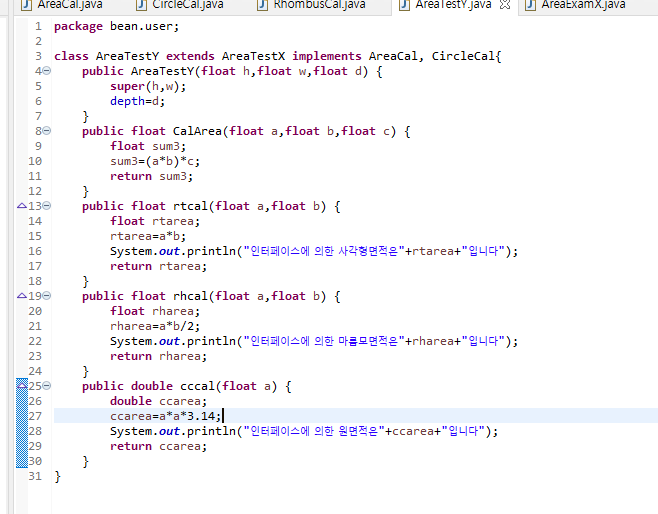 AreaCal.java CircleCal.java RhombusCal.java AreaTestY.java AreaExamX.java
1 package bean.user;
2
3 class AreaTestY extends AreaTestX implements AreaCal, CircleCal{
4 public AreaTestY(float h,float w,float d) {
5 super(h,w);
6 depth=d;
7 }
8 public float CalArea(float a,float b,float c) {
9 float sum3;
10 sum3=(a*b)*c;
11 return sum3;
12 }
13 public float rtcal(float a,float b) {
14 float rtarea;
15 rtarea=a*b;
16 System.out.println("인터페이스에 의한 사각형면적은"+rtarea+"입니다");
17 return rtarea;
18 }
19 public float rhcal(float a,float b) {
20 float rharea;
21 rharea=a*b/2;
22 System.out.println("인터페이스에 의한 마름모면적은"+rharea+"입니다");
23 return rharea;
24 }
25 public double cccal(float a) {
26 double ccarea;
27 ccarea=a*a*3.14;
28 System.out.println("인터페이스에 의한 원면적은"+ccarea+"입니다");
29 return ccarea;
30 }
31 }